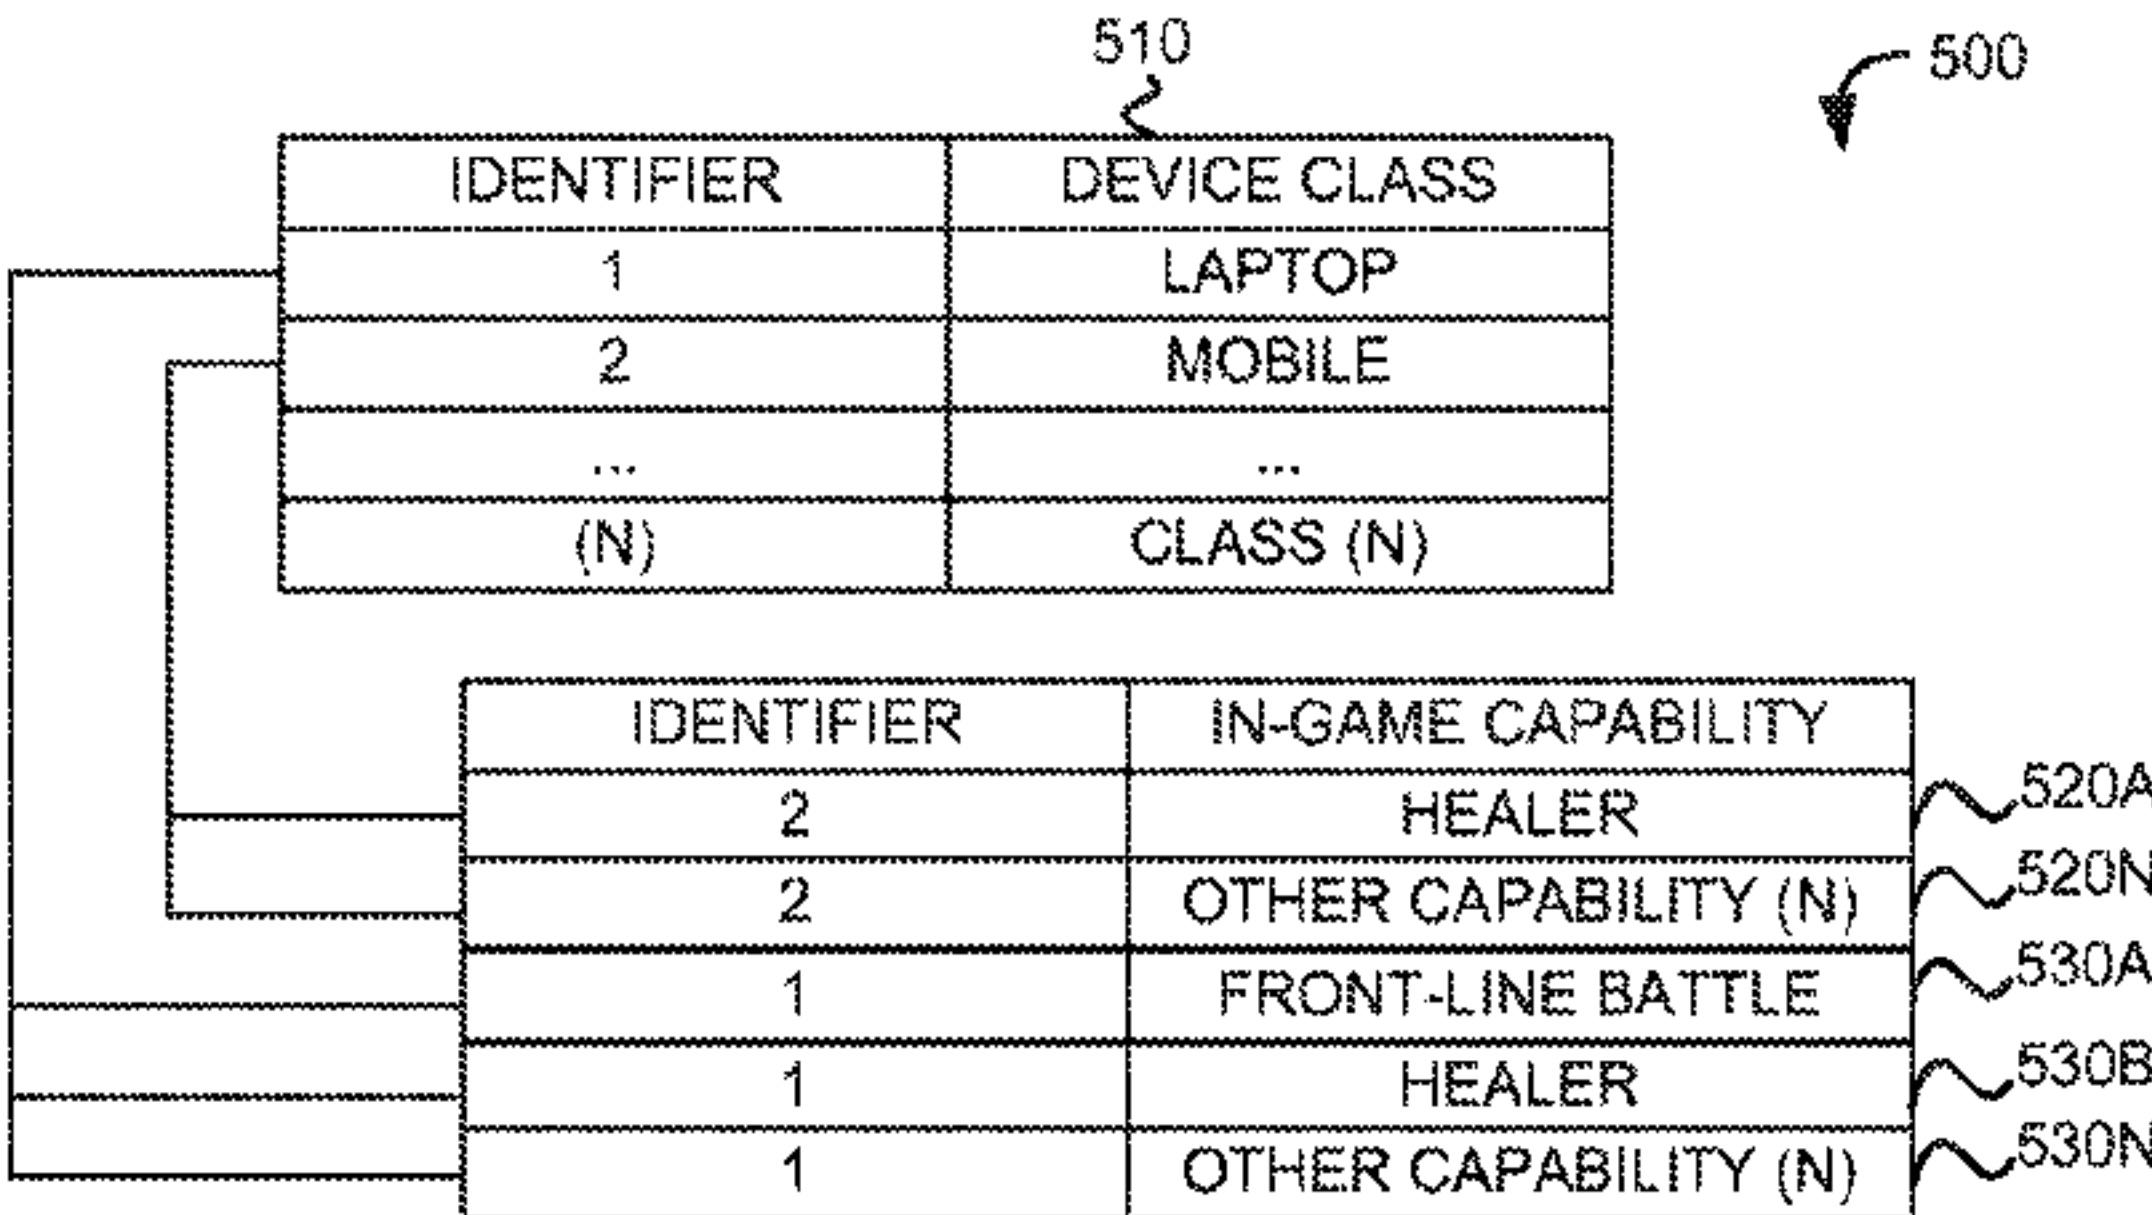 510
500
IDENTIFIER DEVICE CLASS
1 LAPTOP
2 MOBILE
... ...
(N) CLASS (N)
IDENTIFIER IN-GAME CAPABILITY
2 HEALER 520A
2 OTHER CAPABILITY (N) 520N
1 FRONT-LINE BATTLE 530A
1 HEALER 530B
1 OTHER CAPABILITY (N) 530N